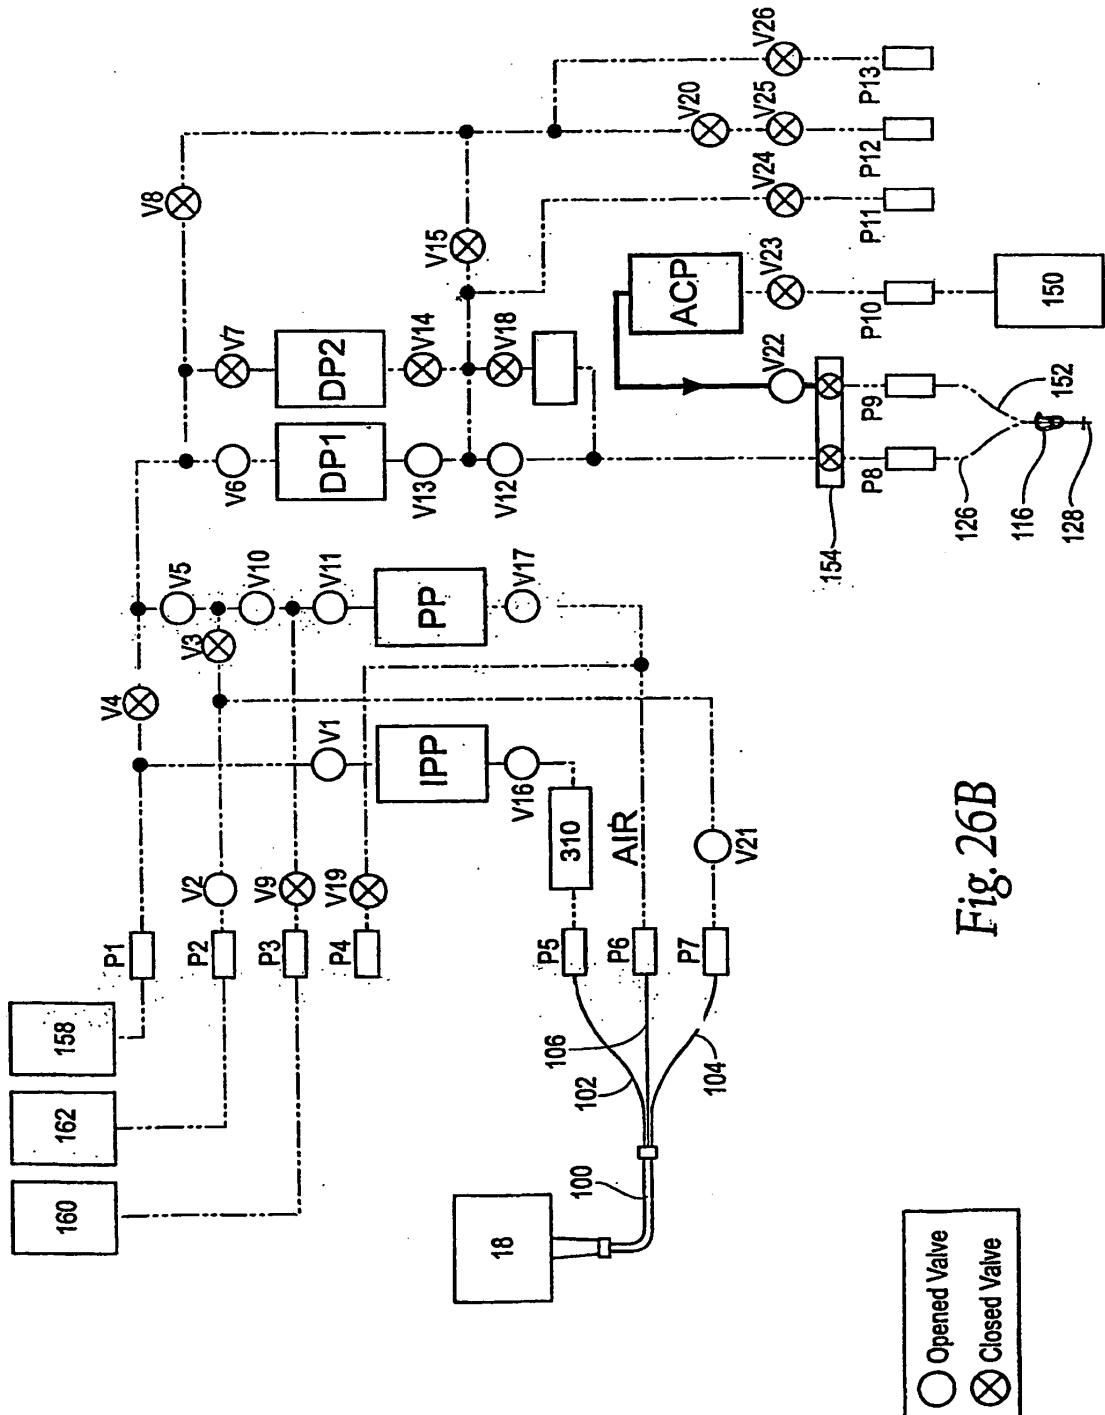 158
162
160
P1
P2
P3
P4
V2
V9
V19
V4
V3
V5
V10
V11
V1
IPP
PP
V16
V17
310
AIR
P5
P6
P7
V21
102
106
104
100
18
V8
V6
V7
DP1
DP2
V13
V14
V12
V18
V15
154
ACP
V22
V23
V24
V20
V25
V26
P8
P9
P10
P11
P12
P13
150
126
152
116
128
Opened Valve
Closed Valve
Fig. 26B